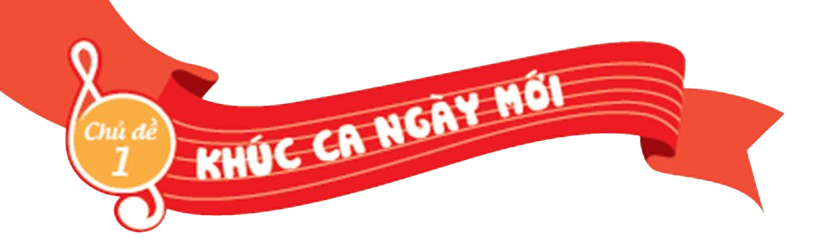 Chủ đề
1
KHÚC CA NGÀY MỚI